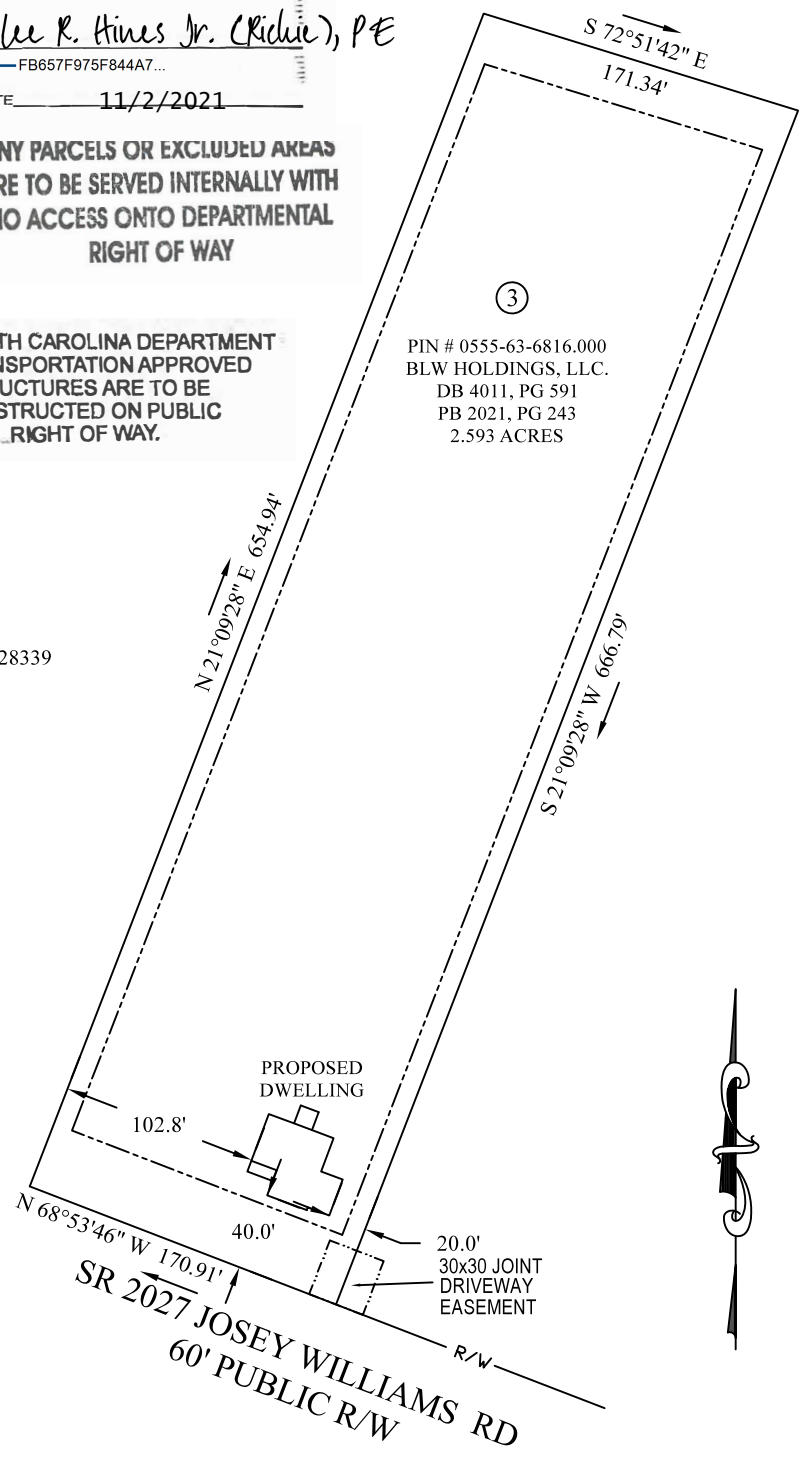 lee R. Hines Jr. (Richie), PE
FB657F975F844A7...
TE 11/2/2021
NY PARCELS OR EXCLUDED AREAS
RE TO BE SERVED INTERNALLY WITH
NO ACCESS ONTO DEPARTMENTAL
RIGHT OF WAY
TH CAROLINA DEPARTMENT
NSPORTATION APPROVED
UCTURES ARE TO BE
STRUCTED ON PUBLIC
RIGHT OF WAY.
28339
S 72°51'42" E
171.34'
3
PIN # 0555-63-6816.000
BLW HOLDINGS, LLC.
DB 4011, PG 591
PB 2021, PG 243
2.593 ACRES
N 21°09'28" E 654.94'
S 21°09'28" W 666.79'
PROPOSED
DWELLING
102.8'
40.0'
20.0'
30x30 JOINT
DRIVEWAY
EASEMENT
N 68°53'46" W 170.91'
SR 2027 JOSEY WILLIAMS RD
60' PUBLIC R/W
R/W